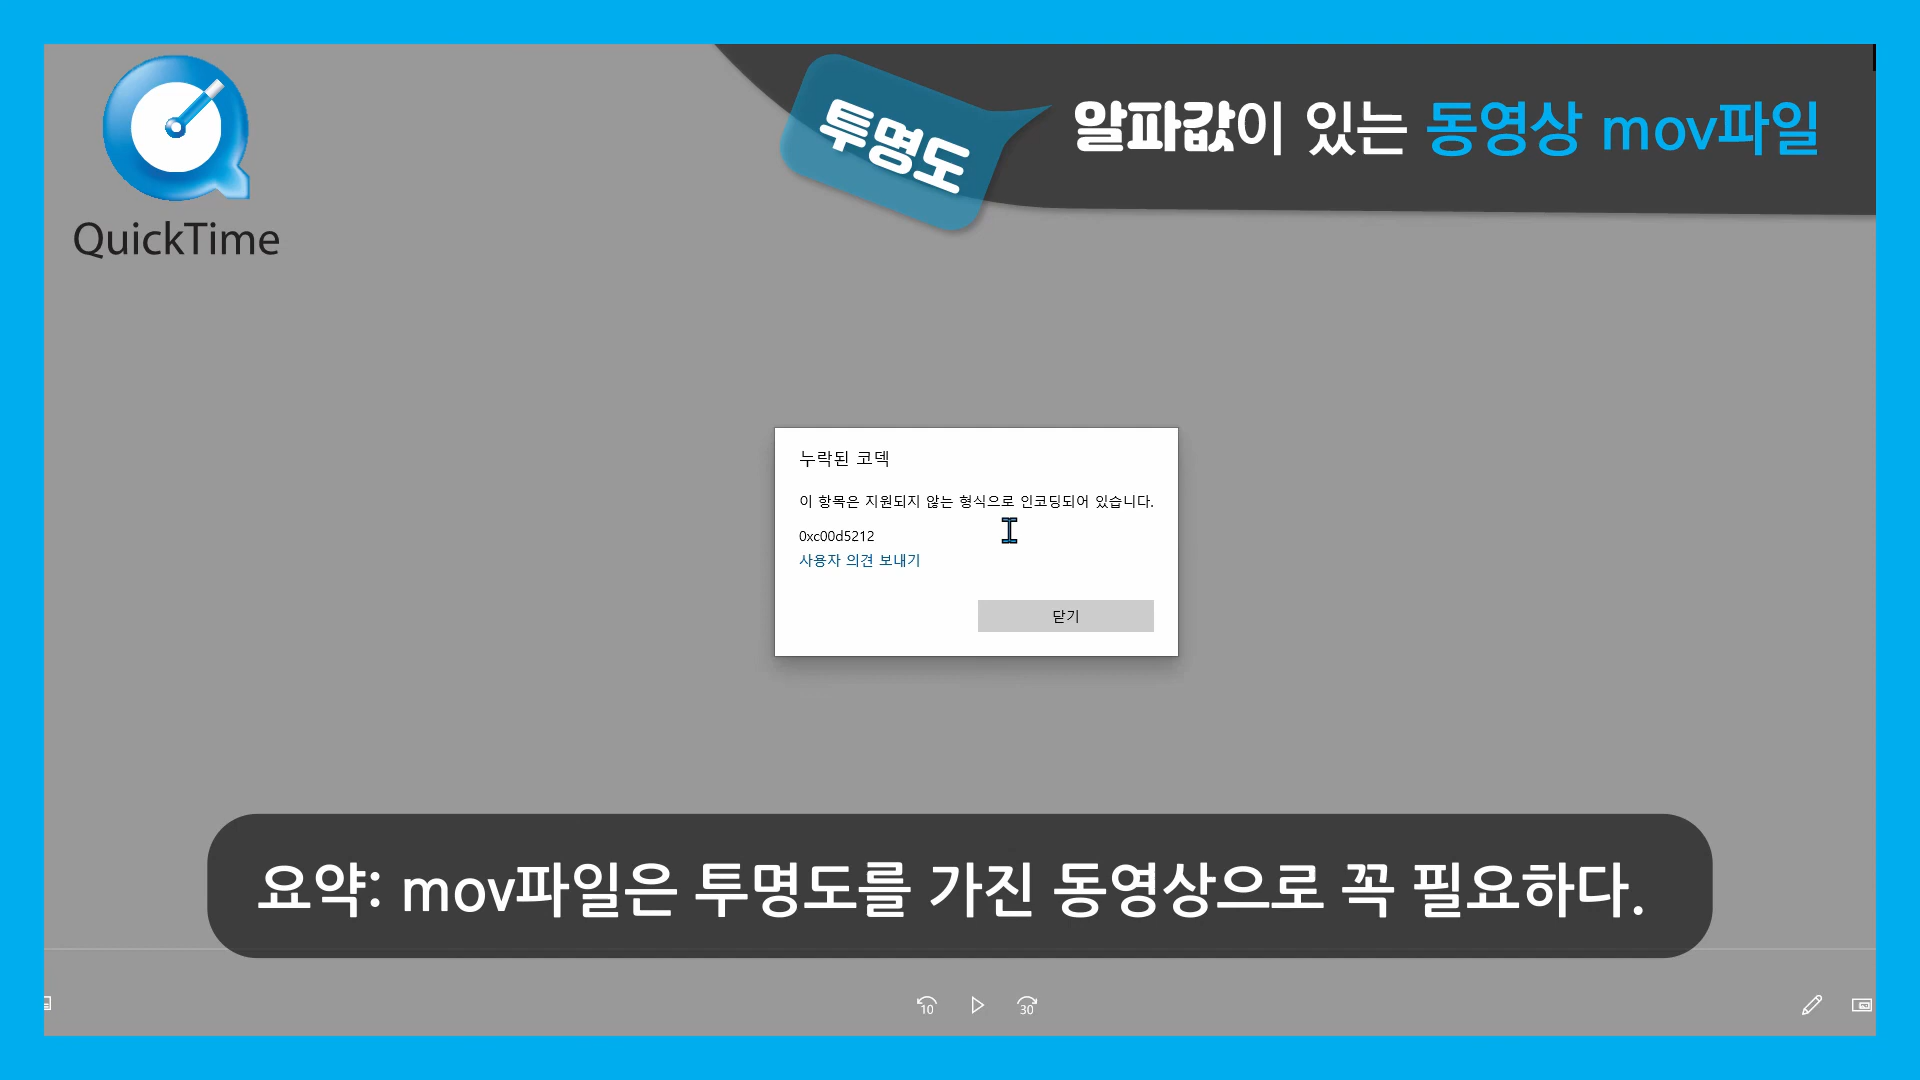 QuickTime
투명도
알파값이 있는 동영상 mov파일
누락된 코덱
이 항목은 지원되지 않는 형식으로 인코딩되어 있습니다.
0xc00d5212
사용자 의견 보내기
닫기
요약: mov파일은 투명도를 가진 동영상으로 꼭 필요하다.
10
30